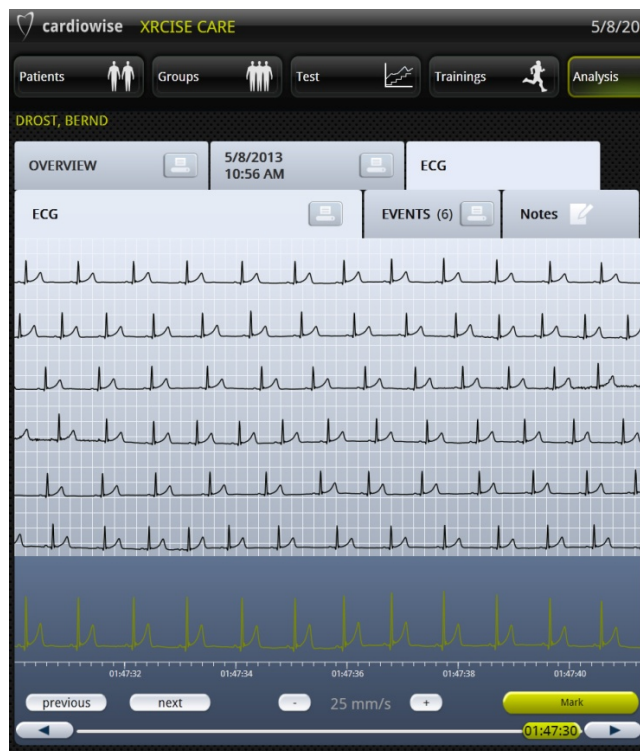 cardiowise XRCISE CARE 5/8/20
Patients Groups Test Trainings Analysis
DROST, BERND
OVERVIEW 5/8/2013 10:56 AM ECG
ECG EVENTS (6) Notes
01:47:32 01:47:34 01:47:36 01:47:38 01:47:40
previous next - 25 mm/s + Mark
01:47:30